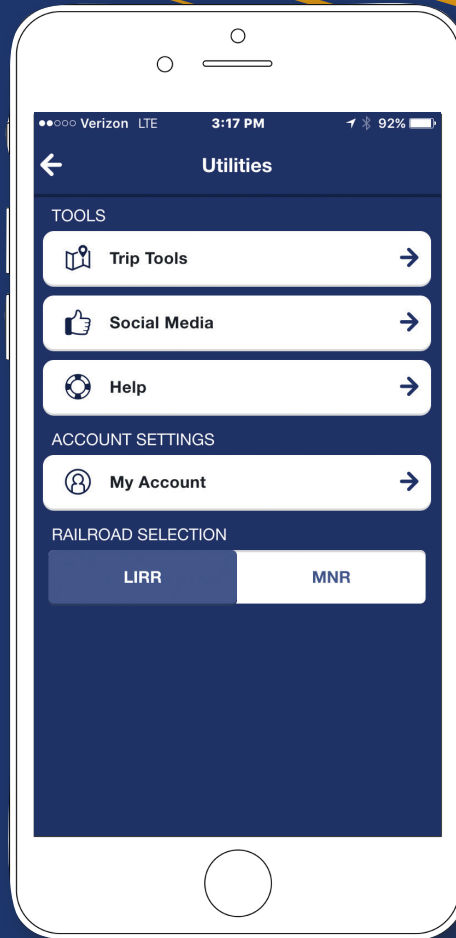 Verizon LTE 3:17 PM 92%
Utilities
TOOLS
Trip Tools
Social Media
Help
ACCOUNT SETTINGS
My Account
RAILROAD SELECTION
LIRR MNR